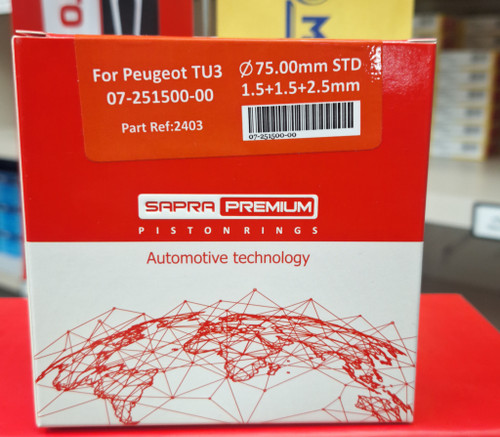 For Peugeot TU3
07-251500-00
Part Ref:2403
Ø75.00mm STD
1.5+1.5+2.5mm
07-251500-00
SAPRA PREMIUM
PISTONRINGS
Automotive technology